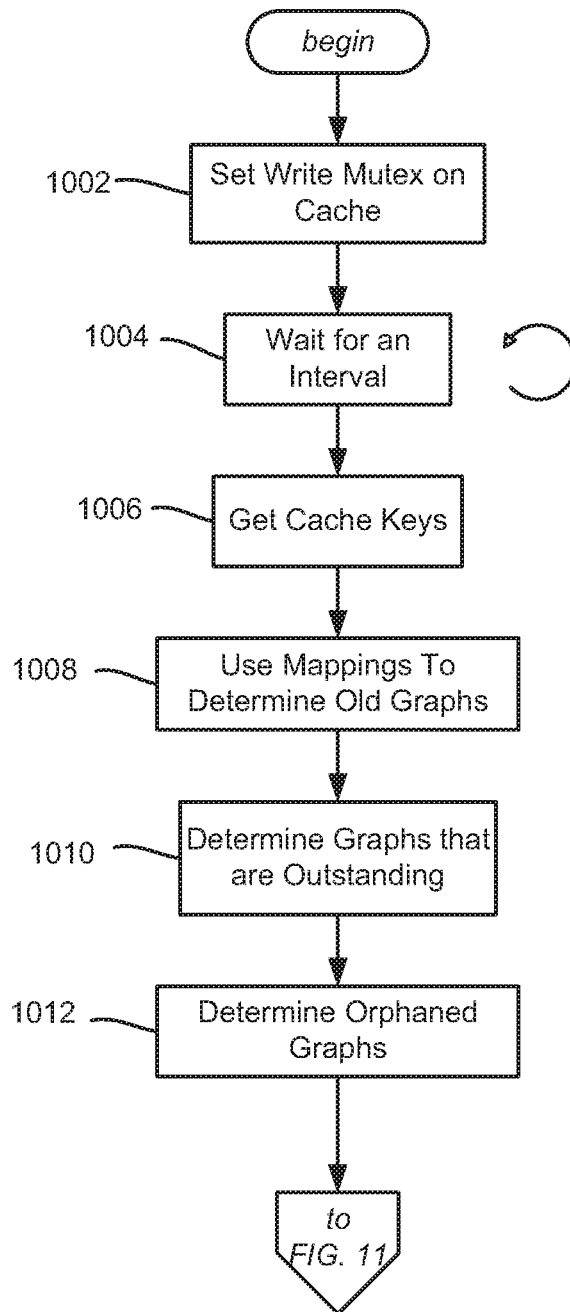 begin
1002
Set Write Mutex on
Cache
1004
Wait for an
Interval
1006
Get Cache Keys
1008
Use Mappings To
Determine Old Graphs
1010
Determine Graphs that
are Outstanding
1012
Determine Orphaned
Graphs
to
FIG. 11